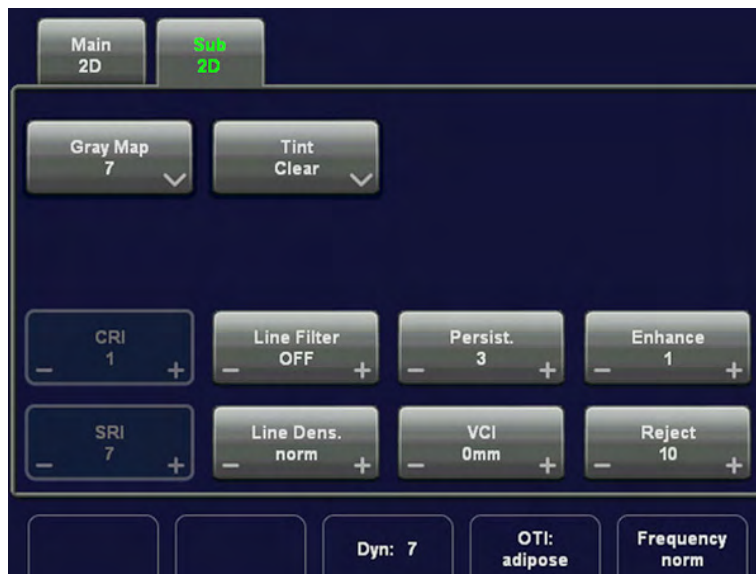 Main
2D
Sub
2D
Gray Map
7
Tint
Clear
CRI
1
- +
Line Filter
OFF
- +
Persist.
3
- +
Enhance
1
- +
SRI
7
- +
Line Dens.
norm
- +
VCI
0mm
- +
Reject
10
- +
Dyn: 7
OTI:
adipose
Frequency
norm